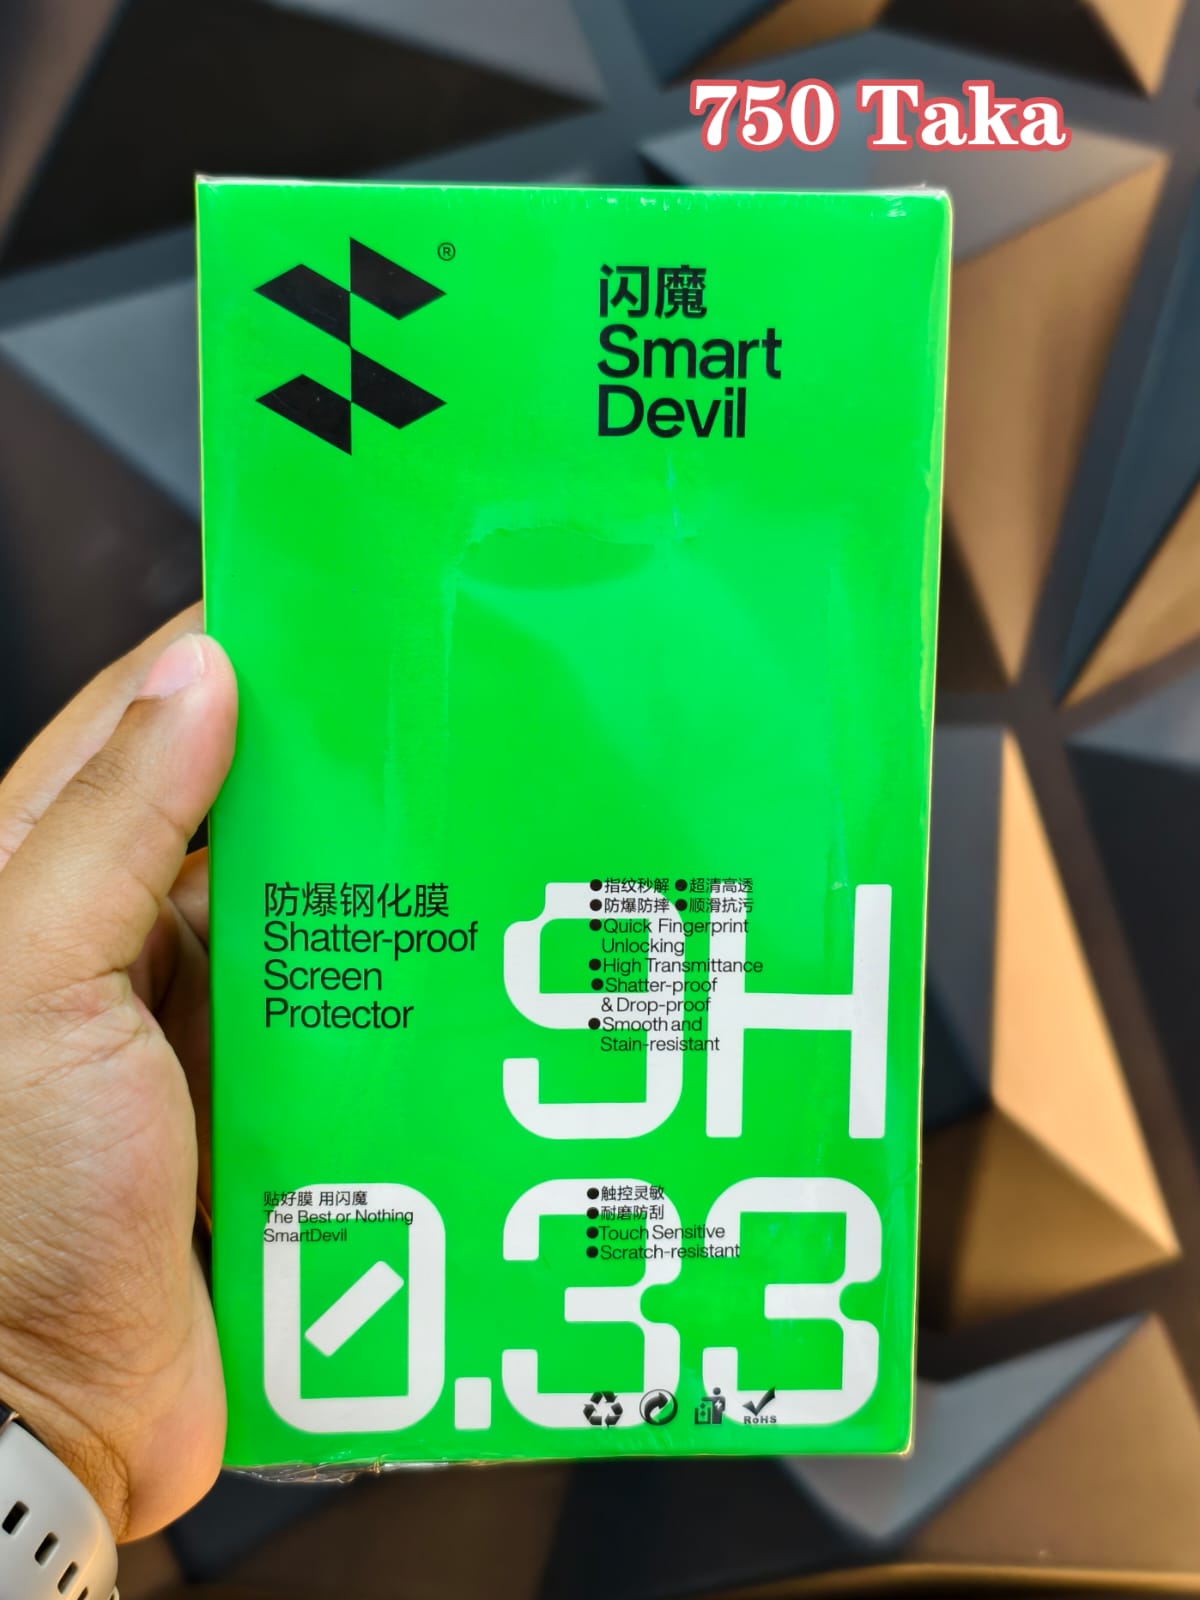 750 Taka
®
闪魔
Smart
Devil
防爆钢化膜
Shatter-proof
Screen
Protector
9H
●指纹秒解 ●超清高透
●防爆防摔 ●顺滑抗污
●Quick Fingerprint
Unlocking
●High Transmittance
●Shatter-proof
& Drop-proof
●Smooth and
Stain-resistant
贴好膜 用闪魔
The Best or Nothing
SmartDevil
●触控灵敏
●耐磨防刮
●Touch Sensitive
●Scratch-resistant
0.33
RoHS